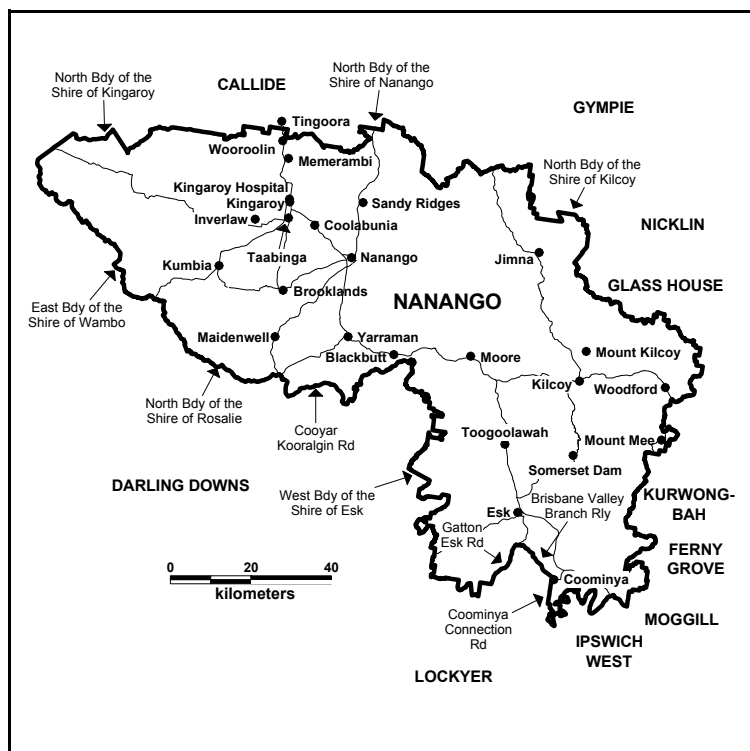 North Bdy of the
Shire of Kingaroy
CALLIDE
North Bdy of the
Shire of Nanango
GYMPIE
Tingoora
Wooroolin
Memerambi
North Bdy of the
Shire of Kilcoy
Kingaroy Hospital
Kingaroy
Sandy Ridges
Inverlaw
Coolabunia
NICKLIN
Taabinga
Nanango
Jimna
Kumbia
GLASS HOUSE
Brooklands
NANANGO
East Bdy of the
Shire of Wambo
Maidenwell
Yarraman
Blackbutt
Moore
Mount Kilcoy
Kilcoy
Woodford
North Bdy of the
Shire of Rosalie
Cooyar
Kooralgin Rd
Toogoolawah
Mount Mee
Somerset Dam
DARLING DOWNS
West Bdy of the
Shire of Esk
Brisbane Valley
Branch Rly
KURWONG-
BAH
Esk
Gatton
Esk Rd
FERNY
GROVE
0 20 40
kilometers
Coominya
Coominya
Connection
Rd
MOGGILL
IPSWICH
WEST
LOCKYER